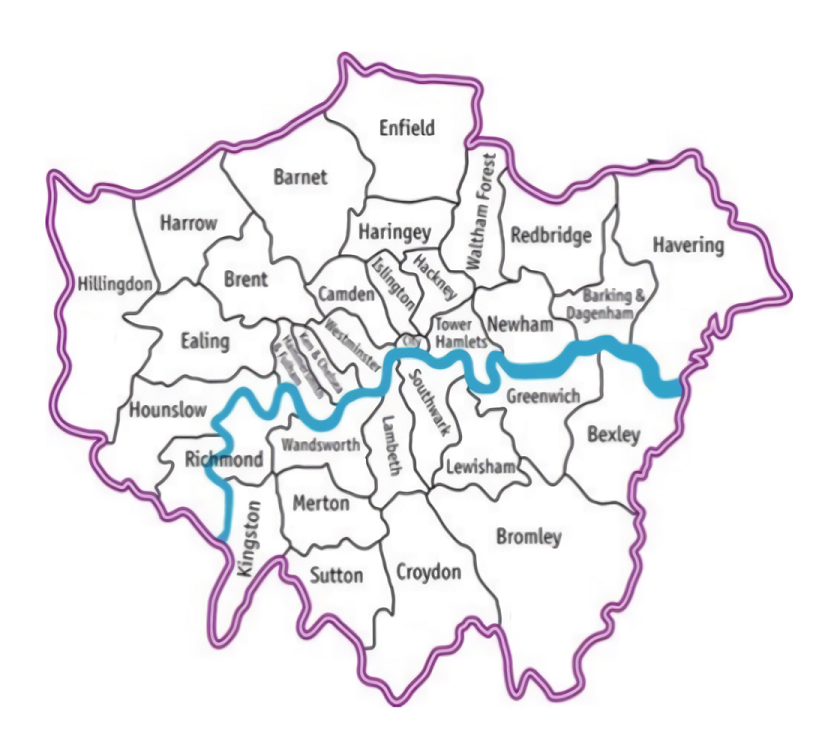 Enfield
Barnet
Waltham Forest
Harrow
Haringey
Redbridge
Havering
Hillingdon
Brent
Camden
Islington
Hackney
Barking &
Dagenham
Ealing
Westminster
City
Tower
Hamlets
Newham
Ken & Chelsea
Hammersmith
& Fulham
Hounslow
Southwark
Greenwich
Richmond
Wandsworth
Lambeth
Lewisham
Bexley
Merton
Kingston
Bromley
Sutton
Croydon